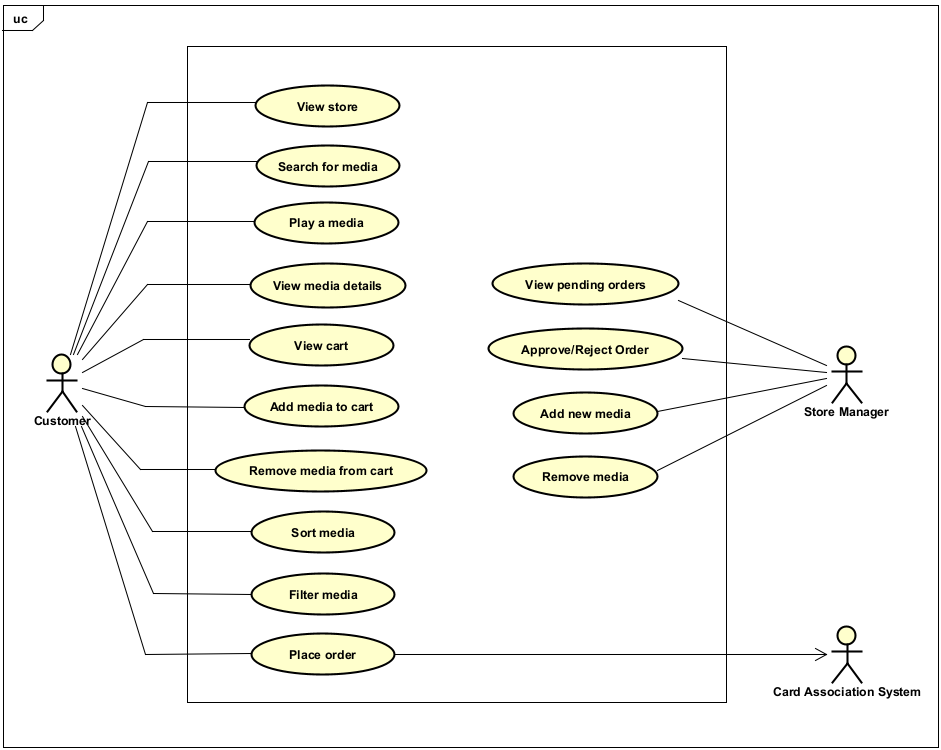 uc
View store
Search for media
Play a media
View media details
View pending orders
View cart
Approve/Reject Order
Customer
Store Manager
Add media to cart
Add new media
Remove media from cart
Remove media
Sort media
Filter media
Place order
Card Association System